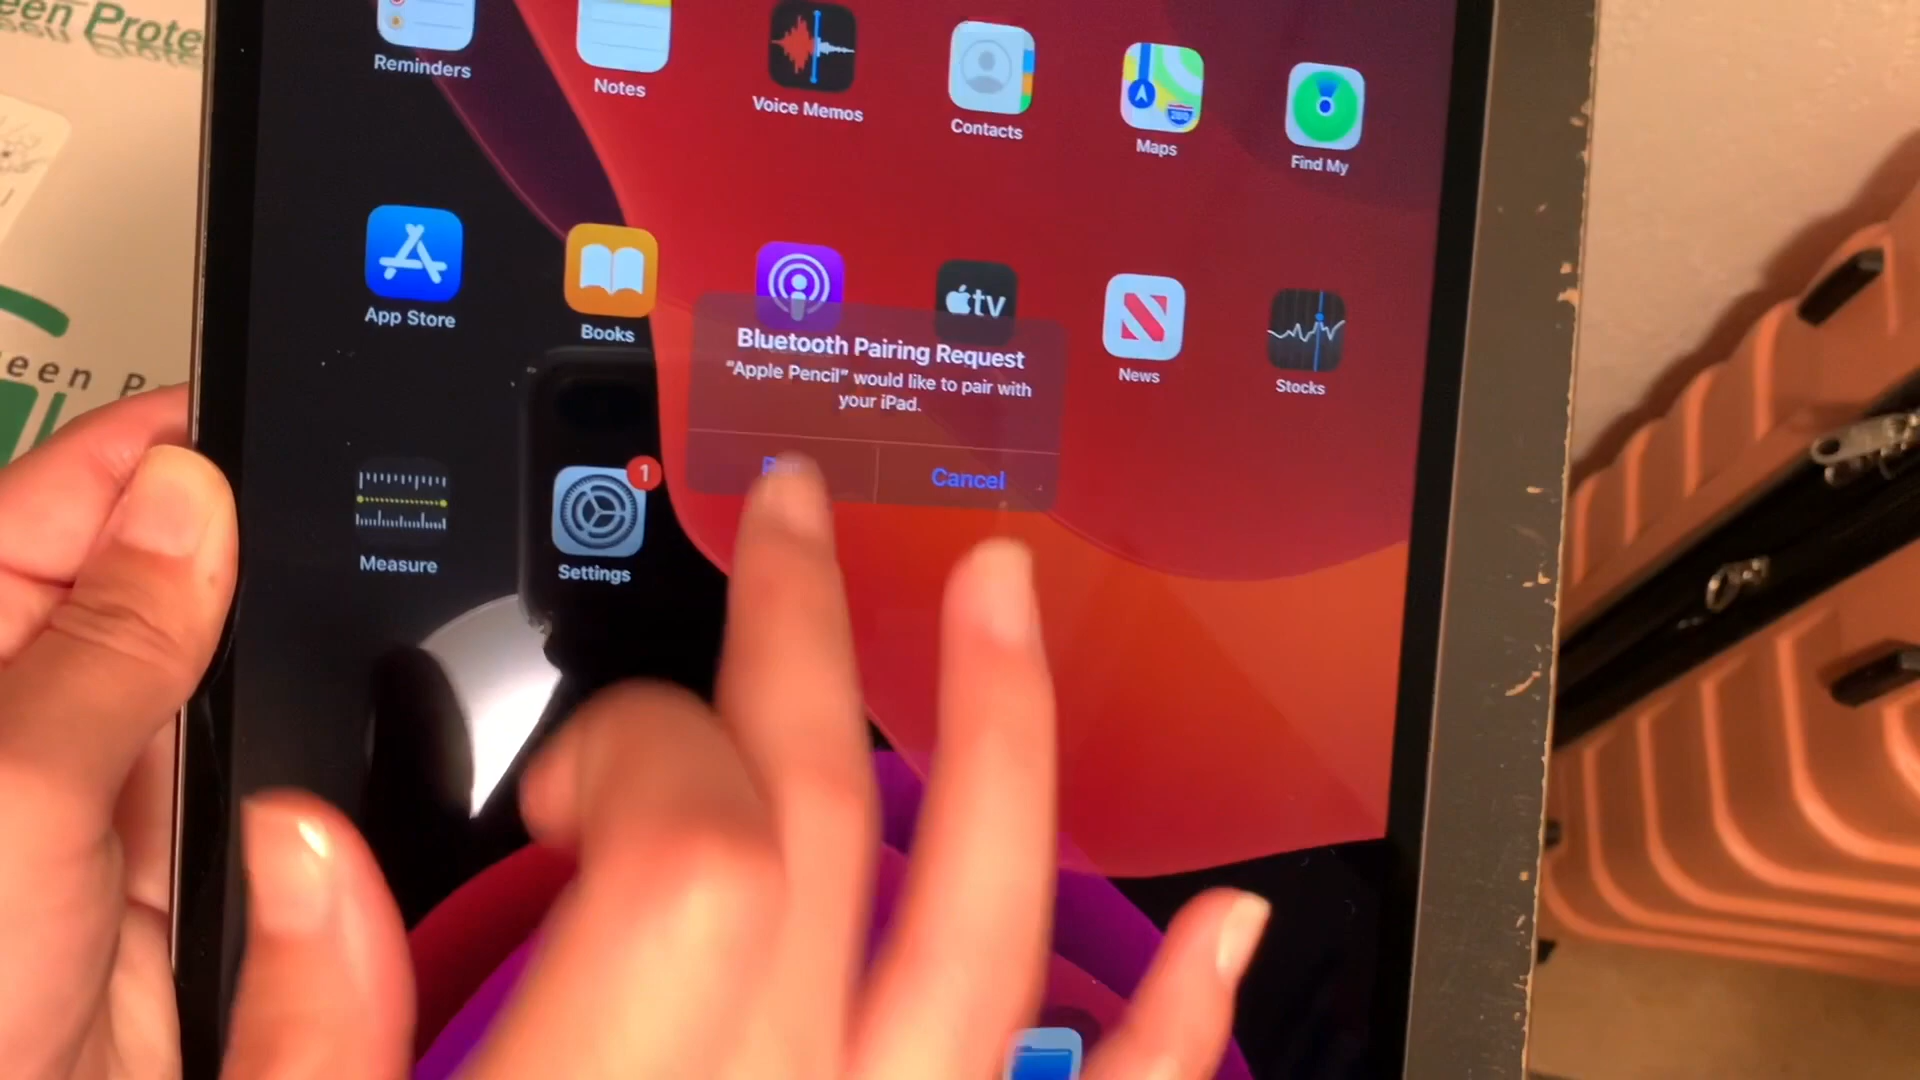 een Prote
Reminders
Notes
Voice Memos
Contacts
Maps
280
Find My
App Store
Books
tv
News
Stocks
Bluetooth Pairing Request
“Apple Pencil” would like to pair with
your iPad.
Cancel
een P
1
Measure
Settings